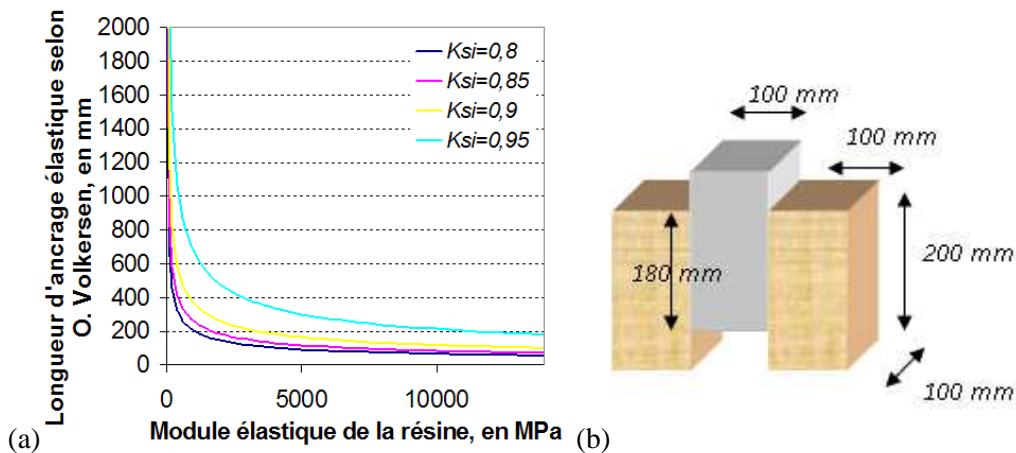 Longueur d'ancrage élastique selon
O. Volkersen, en mm
2000
1800
1600
1400
1200
1000
800
600
400
200
0
Ksi=0,8
Ksi=0,85
Ksi=0,9
Ksi=0,95
0
5000
10000
Module élastique de la résine, en MPa
(a)
100 mm
100 mm
180 mm
200 mm
100 mm
(b)